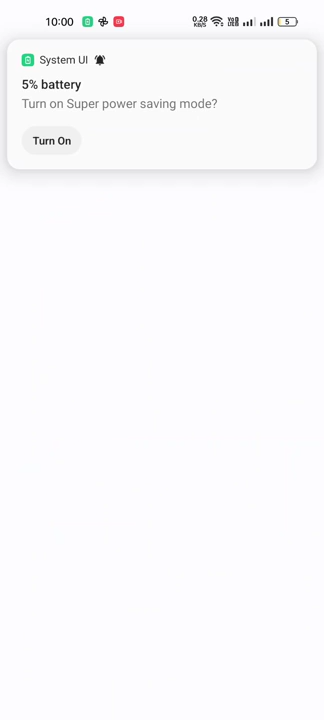 10:00 0.28 KB/S 5
System UI
5% battery
Turn on Super power saving mode?
Turn On